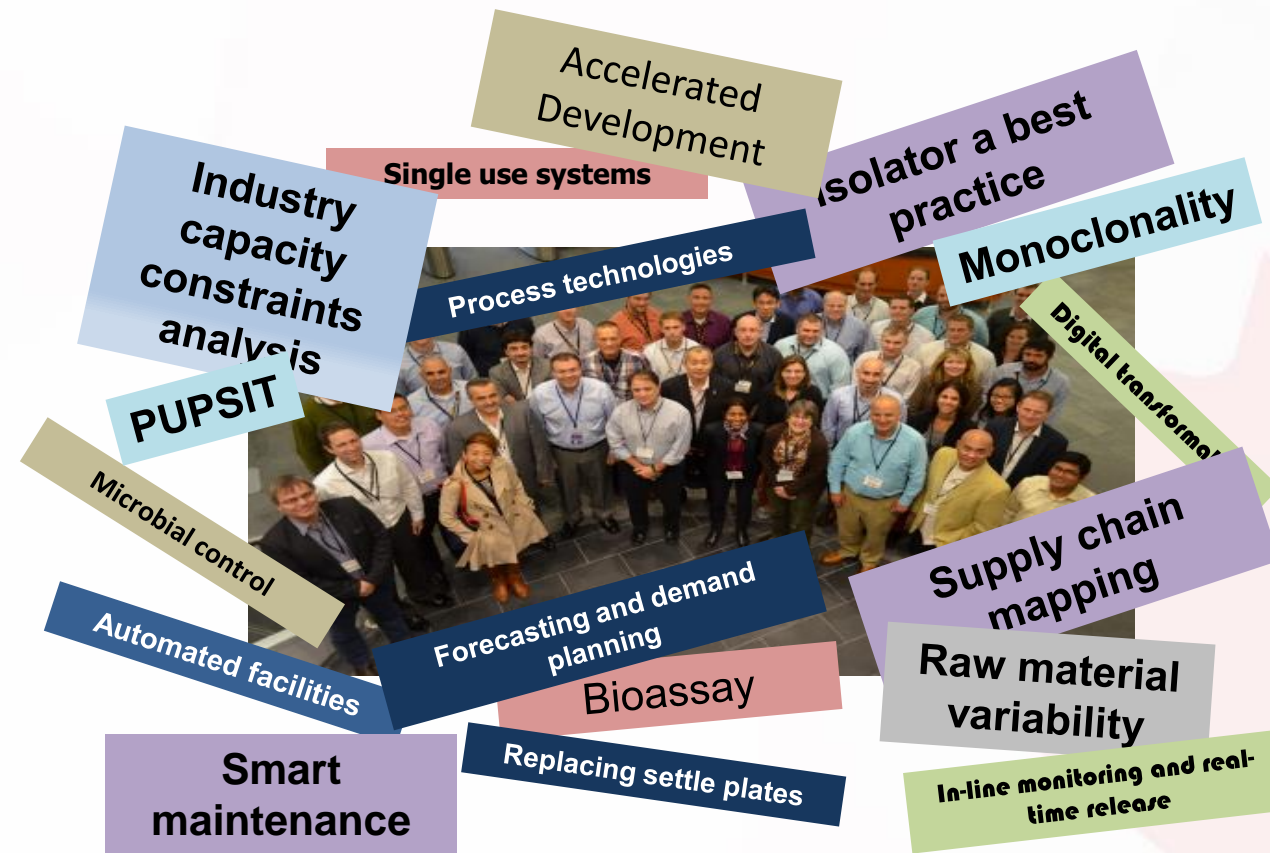 Accelerated
Development
Single use systems
Isolator a best
practice
Industry
capacity
constraints
analysis
Process technologies
Monoclonality
Digital transformat
PUPSIT
Microbial control
Supply chain
mapping
Automated facilities
Forecasting and demand
planning
Bioassay
Raw material
variability
Replacing settle plates
Smart
maintenance
In-line monitoring and real-
time release